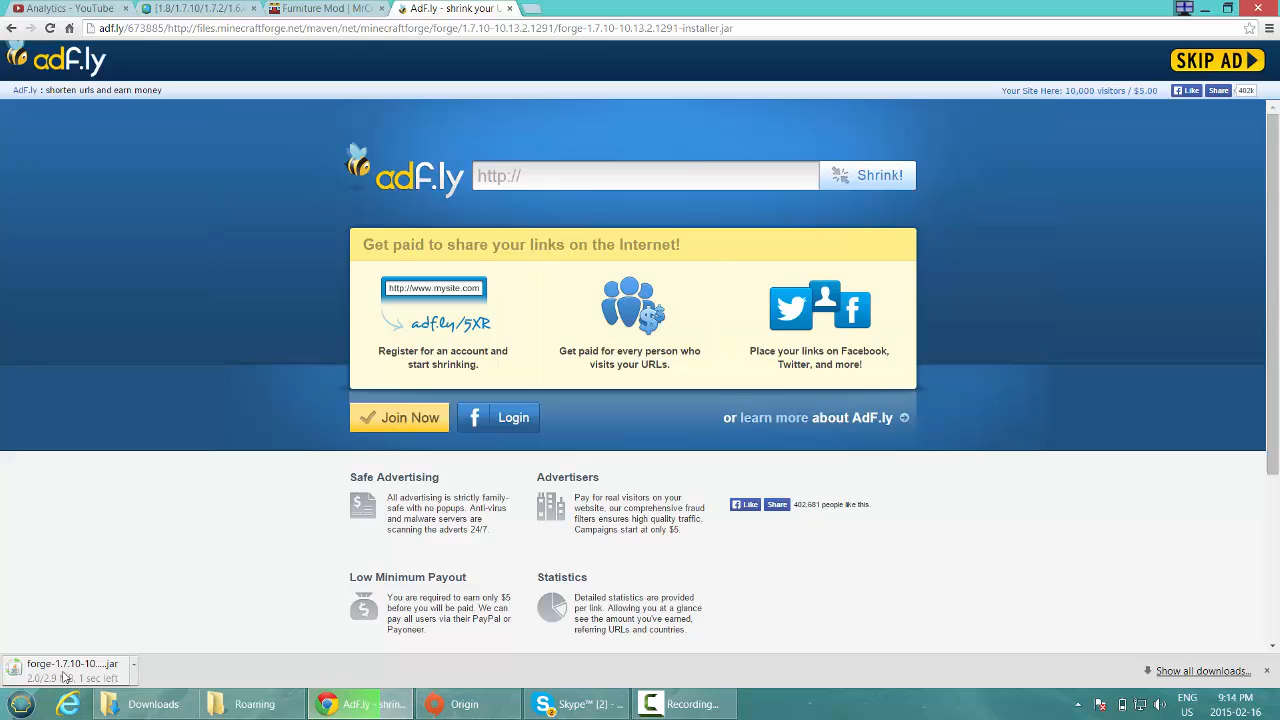 Analytics - YouTube
[1.8/1.7.10/1.7.2/1.6.
Furniture Mod | MrC
AdF.ly - shrink your U
adf.ly/673885/http://files.minecraftforge.net/maven/net/minecraftforge/forge/1.7.10-10.13.2.1291/forge-1.7.10-10.13.2.1291-installer.jar
adf.ly
SKIP AD
AdF.ly : shorten urls and earn money
Your Site Here: 10,000 visitors / $5.00
Like
Share
402k
adf.ly
http://
Shrink!
Get paid to share your links on the Internet!
http://www.mysite.com
adf.ly/5XR
Register for an account and
start shrinking.
Get paid for every person who
visits your URLs.
Place your links on Facebook,
Twitter, and more!
Join Now
Login
or learn more about AdF.ly
Safe Advertising
All advertising is strictly family-
safe with no popups. Anti-virus
and malware servers are
scanning the adverts 24/7.
Advertisers
Pay for real visitors on your
website, our comprehensive fraud
filters ensures high quality traffic.
Campaigns start at only $5.
Like
Share
402,681 people like this.
Low Minimum Payout
You are required to earn only $5
before you will be paid. We can
pay all users via their PayPal or
Payoneer.
Statistics
Detailed statistics are provided
per link. Allowing you at a glance
see the amount you've earned,
referring URLs and countries.
forge-1.7.10-10....jar
2.0/2.9 , 1 sec left
Show all downloads...
Downloads
Roaming
AdF.ly - shrin...
Origin
Skype™ [2] - ...
Recording...
ENG
US
9:14 PM
2015-02-16